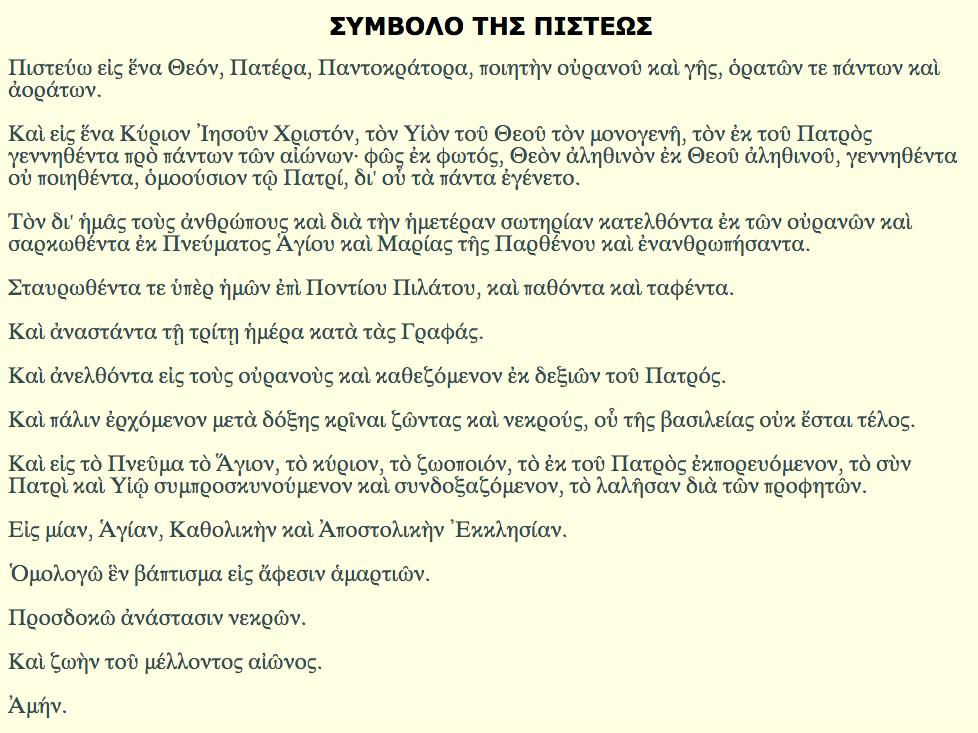 ΣΥΜΒΟΛΟ ΤΗΣ ΠΙΣΤΕΩΣ
Πιστεύω εἰς ἕνα Θεόν, Πατέρα, Παντοκράτορα, ποιητὴν οὐρανοῦ καὶ γῆς, ὁρατῶν τε πάντων καὶ
ἀοράτων.
Καὶ εἰς ἕνα Κύριον Ἰησοῦν Χριστόν, τὸν Υἱὸν τοῦ Θεοῦ τὸν μονογενῆ, τὸν ἐκ τοῦ Πατρὸς
γεννηθέντα πρὸ πάντων τῶν αἰώνων· φῶς ἐκ φωτός, Θεὸν ἀληθινὸν ἐκ Θεοῦ ἀληθινοῦ, γεννηθέντα
οὐ ποιηθέντα, ὁμοούσιον τῷ Πατρί, δι' οὗ τὰ πάντα ἐγένετο.
Τὸν δι' ἡμᾶς τοὺς ἀνθρώπους καὶ διὰ τὴν ἡμετέραν σωτηρίαν κατελθόντα ἐκ τῶν οὐρανῶν καὶ
σαρκωθέντα ἐκ Πνεύματος Ἁγίου καὶ Μαρίας τῆς Παρθένου καὶ ἐνανθρωπήσαντα.
Σταυρωθέντα τε ὑπὲρ ἡμῶν ἐπὶ Ποντίου Πιλάτου, καὶ παθόντα καὶ ταφέντα.
Καὶ ἀναστάντα τῇ τρίτῃ ἡμέρα κατὰ τὰς Γραφάς.
Καὶ ἀνελθόντα εἰς τοὺς οὐρανοὺς καὶ καθεζόμενον ἐκ δεξιῶν τοῦ Πατρός.
Καὶ πάλιν ἐρχόμενον μετὰ δόξης κρῖναι ζῶντας καὶ νεκρούς, οὗ τῆς βασιλείας οὐκ ἔσται τέλος.
Καὶ εἰς τὸ Πνεῦμα τὸ Ἅγιον, τὸ κύριον, τὸ ζωοποιόν, τὸ ἐκ τοῦ Πατρὸς ἐκπορευόμενον, τὸ σὺν
Πατρὶ καὶ Υἱῷ συμπροσκυνούμενον καὶ συνδοξαζόμενον, τὸ λαλῆσαν διὰ τῶν προφητῶν.
Εἰς μίαν, Ἁγίαν, Καθολικὴν καὶ Ἀποστολικὴν Ἐκκλησίαν.
Ὁμολογῶ ἓν βάπτισμα εἰς ἄφεσιν ἁμαρτιῶν.
Προσδοκῶ ἀνάστασιν νεκρῶν.
Καὶ ζωὴν τοῦ μέλλοντος αἰῶνος.
Ἀμήν.